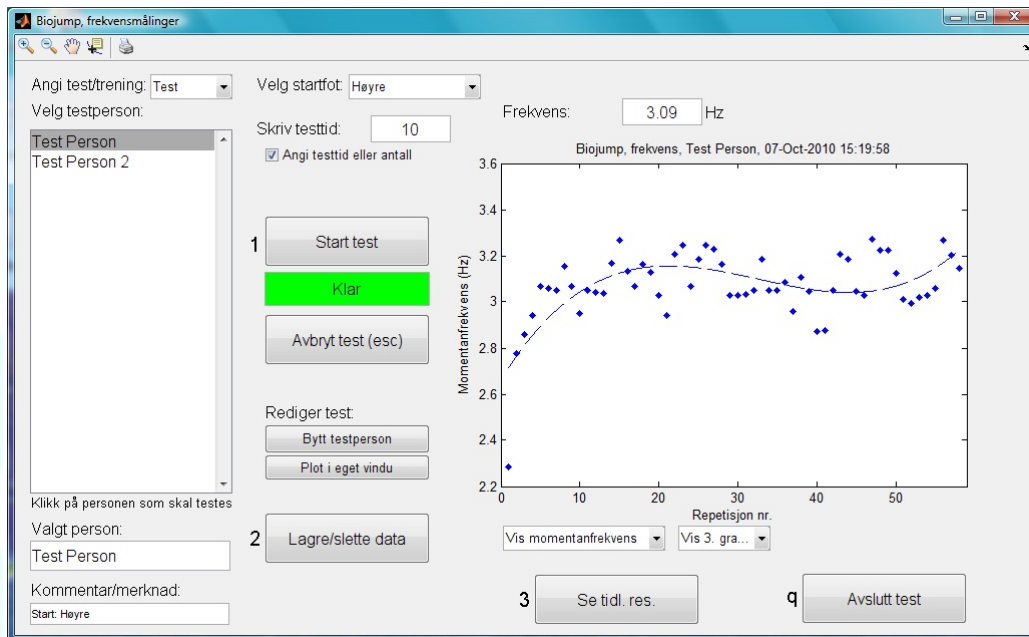 Biojump, frekvensmålinger
Angi test/trening: Test
Velg testperson:
Test Person
Test Person 2
Klikk på personen som skal testes
Valgt person:
Test Person
Kommentar/merknad:
Start: Høyre
Velg startfot: Høyre
Skriv testtid: 10
Angi testtid eller antall
1 Start test
Klar
Avbryt test (esc)
Rediger test:
Bytt testperson
Plot i eget vindu
2 Lagre/slette data
Frekvens: 3.09 Hz
Biojump, frekvens, Test Person, 07-Oct-2010 15:19:58
Momentanfrekvens (Hz)
3.6
3.4
3.2
3
2.8
2.6
2.4
2.2
0 10 20 30 40 50
Repetisjon nr.
Vis momentanfrekvens Vis 3. gra...
3 Se tidl. res.
q Avslutt test